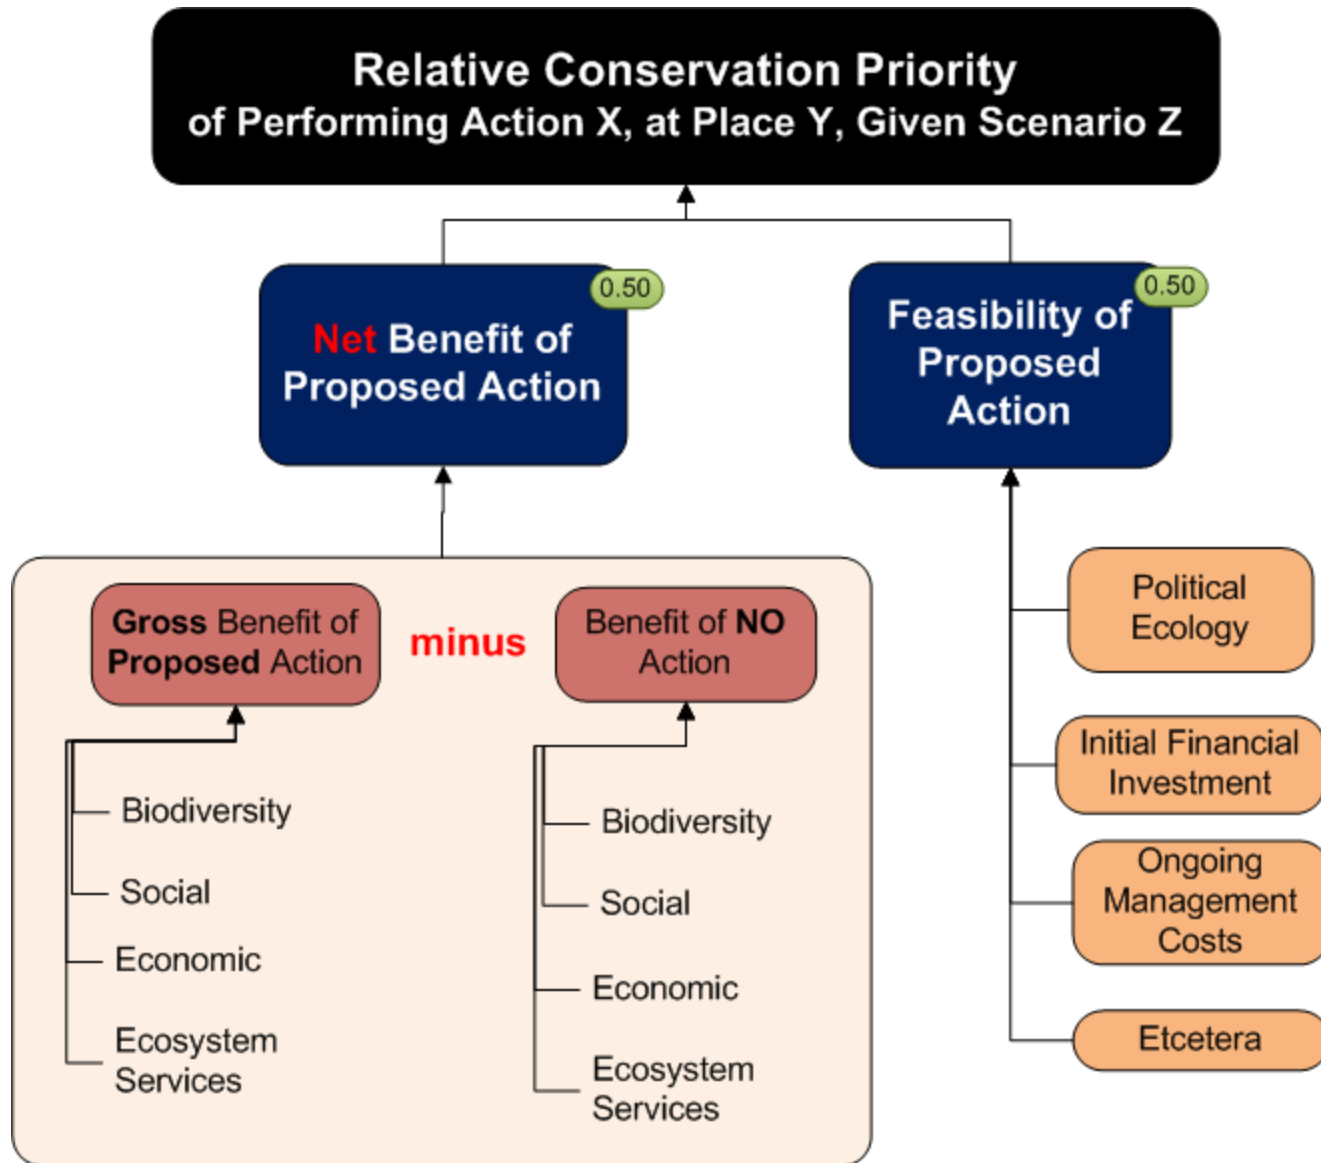 Relative Conservation Priority
of Performing Action X, at Place Y, Given Scenario Z
0.50
Net Benefit of
Proposed Action
0.50
Feasibility of
Proposed
Action
Gross Benefit of
Proposed Action
minus
Benefit of NO
Action
Biodiversity
Social
Economic
Ecosystem
Services
Biodiversity
Social
Economic
Ecosystem
Services
Political
Ecology
Initial Financial
Investment
Ongoing
Management
Costs
Etcetera